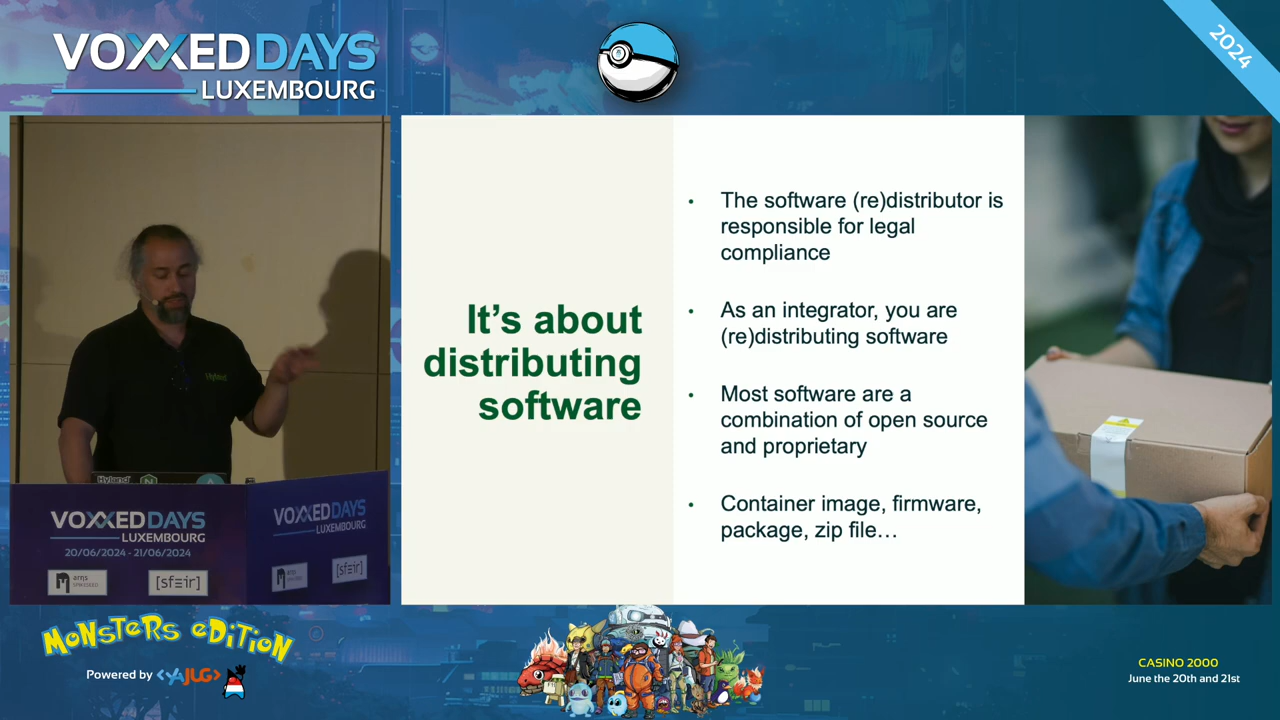 VOXXED DAYS
LUXEMBOURG
2024
It’s about
distributing
software
• The software (re)distributor is
responsible for legal
compliance
• As an integrator, you are
(re)distributing software
• Most software are a
combination of open source
and proprietary
• Container image, firmware,
package, zip file…
Hyland
Hyland
VOXXED DAYS
LUXEMBOURG
20/06/2024 - 21/06/2024
[sfeir]
VOXXED DAYS
LUXEMBOURG
[sfeir]
MONSTERS EDITION
Powered by <YAJUG>
CASINO 2000
June the 20th and 21st